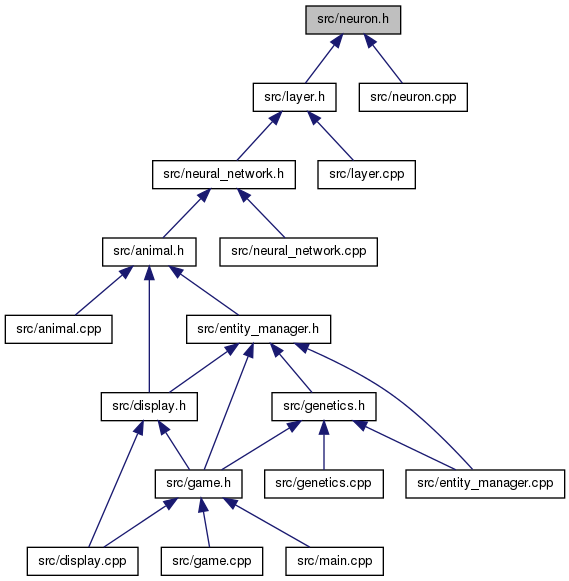 src/neuron.h
src/layer.h
src/neuron.cpp
src/neural_network.h
src/layer.cpp
src/animal.h
src/neural_network.cpp
src/animal.cpp
src/entity_manager.h
src/display.h
src/genetics.h
src/game.h
src/genetics.cpp
src/entity_manager.cpp
src/display.cpp
src/game.cpp
src/main.cpp